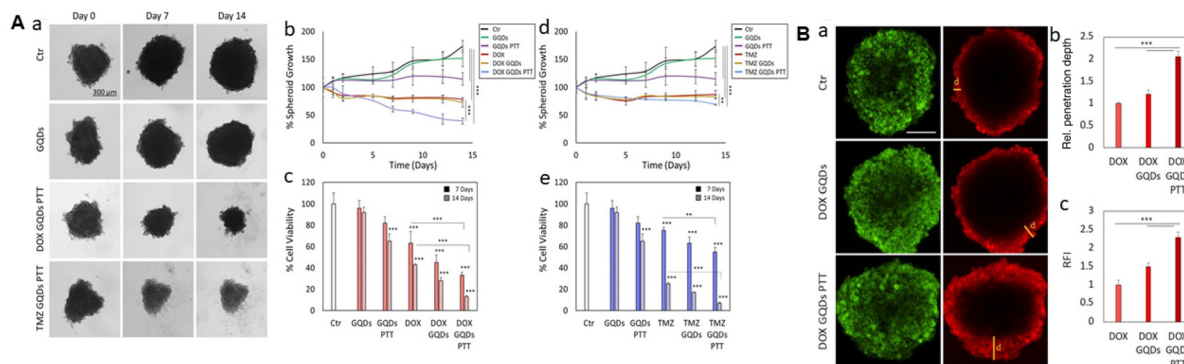 A
a
Day 0
Day 7
Day 14
Ctr
300 µm
GQDs
DOX GQDs PTT
TMZ GQDs PTT
b
% Spheroid Growth
200
150
100
50
0
0
5
10
15
Time (Days)
Ctr
GQDs
GQDs PTT
DOX
DOX GQDs
DOX GQDs PTT
***
***
***
c
% Cell Viability
120
100
80
60
40
20
0
7 Days
14 Days
***
***
***
***
***
***
***
***
***
Ctr
GQDs
GQDs PTT
DOX
DOX GQDs
DOX GQDs PTT
d
% Spheroid Growth
200
150
100
50
0
0
5
10
15
Time (Days)
Ctr
GQDs
GQDs PTT
TMZ
TMZ GQDs
TMZ GQDs PTT
**
***
e
% Cell Viability
120
100
80
60
40
20
0
7 Days
14 Days
**
***
***
***
***
***
***
***
***
Ctr
GQDs
GQDs PTT
TMZ
TMZ GQDs
TMZ GQDs PTT
B
a
Ctr
d
DOX GQDs
d
DOX GQDs PTT
d
b
Rel. penetration depth
2.5
2
1.5
1
0.5
0
***
DOX
DOX GQDs
DOX
GQD
PTT
c
RFI
3
2.5
2
1.5
1
0.5
0
***
DOX
DOX GQDs
DOX
GQD
PTT